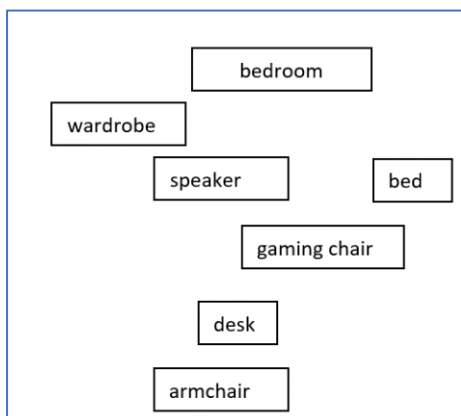 bedroom
wardrobe
speaker
bed
gaming chair
desk
armchair